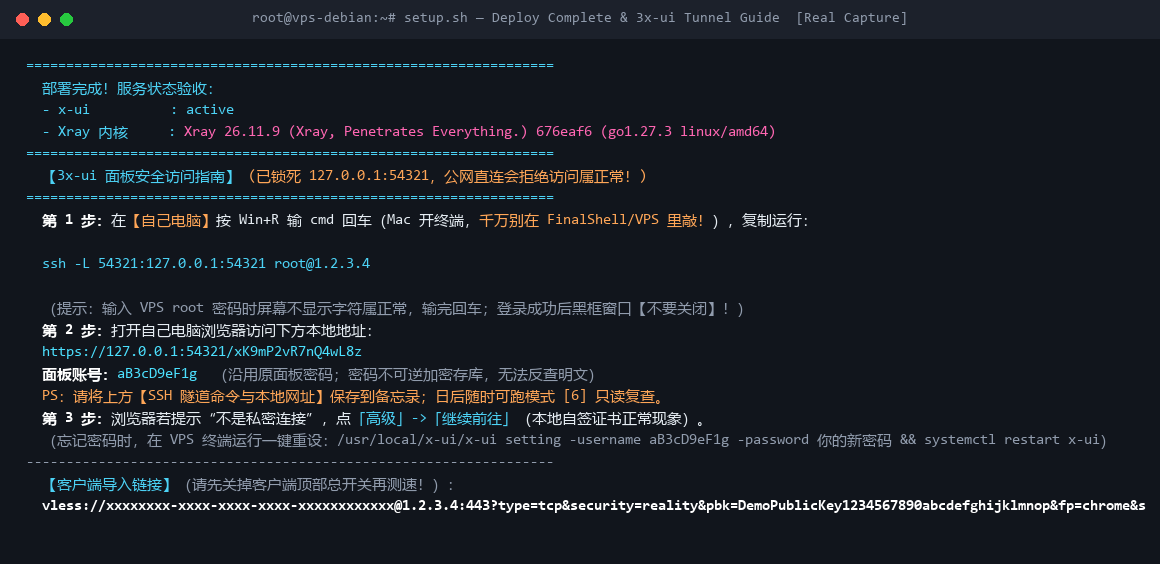 root@vps-debian:~# setup.sh — Deploy Complete & 3x-ui Tunnel Guide [Real Capture]
==================================================================
部署完成！服务状态验收：
- x-ui : active
- Xray 内核 : Xray 26.11.9 (Xray, Penetrates Everything.) 676eaf6 (go1.27.3 linux/amd64)
==================================================================
【3x-ui 面板安全访问指南】（已锁死 127.0.0.1:54321，公网直连会拒绝访问属正常！）
==================================================================
第 1 步：在【自己电脑】按 Win+R 输 cmd 回车（Mac 开终端，千万别在 FinalShell/VPS 里敲！），复制运行：
ssh -L 54321:127.0.0.1:54321 root@1.2.3.4
（提示：输入 VPS root 密码时屏幕不显示字符属正常，输完回车；登录成功后黑框窗口【不要关闭】！）
第 2 步：打开自己电脑浏览器访问下方本地地址：
https://127.0.0.1:54321/xK9mP2vR7nQ4wL8z
面板账号：aB3cD9eF1g （沿用原面板密码；密码不可逆加密存库，无法反查明文）
PS：请将上方【SSH 隧道命令与本地网址】保存到备忘录；日后随时可跑模式 [6] 只读复查。
第 3 步：浏览器若提示“不是私密连接”，点「高级」->「继续前往」（本地自签证书正常现象）。
（忘记密码时，在 VPS 终端运行一键重设：/usr/local/x-ui/x-ui setting -username aB3cD9eF1g -password 你的新密码 && systemctl restart x-ui）
------------------------------------------------------------------
【客户端导入链接】（请先关掉客户端顶部总开关再测速！）：
vless://xxxxxxxx-xxxx-xxxx-xxxx-xxxxxxxxxxxx@1.2.3.4:443?type=tcp&security=reality&pbk=DemoPublicKey1234567890abcdefghijklmnop&fp=chrome&s